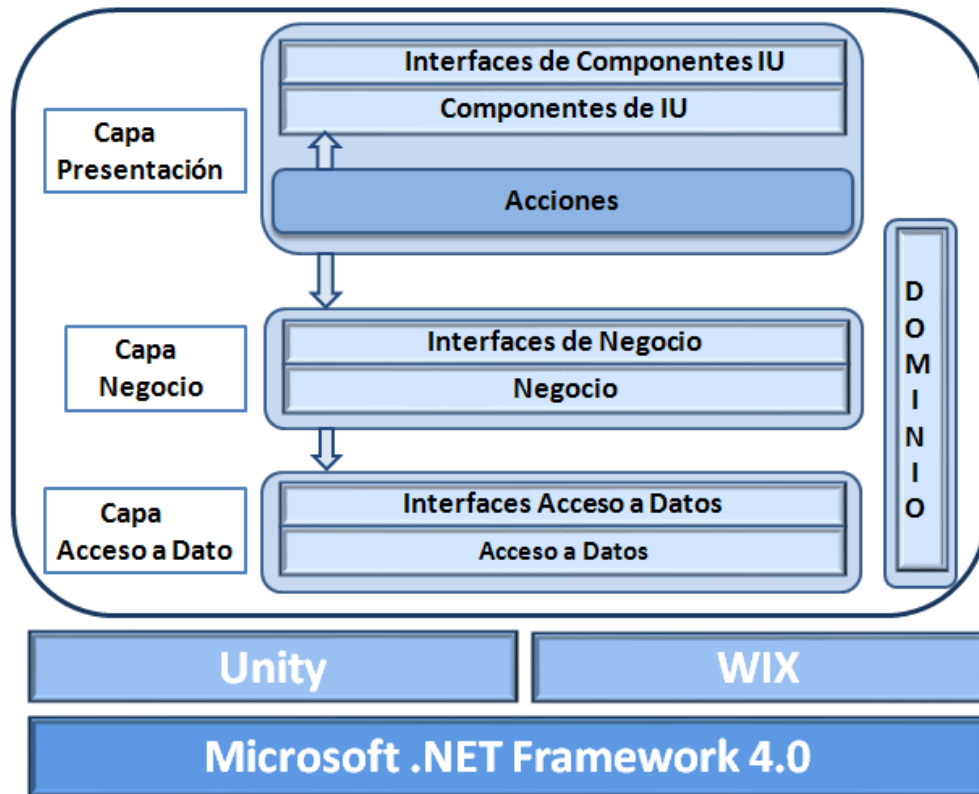 Interfaces de Componentes IU
Componentes de IU
Capa
Presentación
Acciones
Interfaces de Negocio
Capa
Negocio
Negocio
Interfaces Acceso a Datos
Capa
Acceso a Dato
Acceso a Datos
DOMINIO
Unity
WIX
Microsoft .NET Framework 4.0